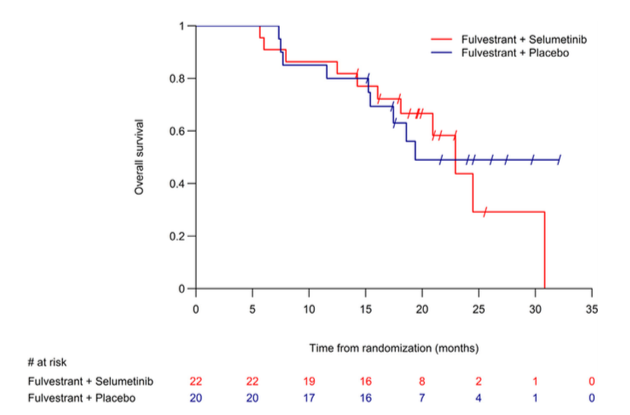 1
Fulvestrant + Selumetinib
Fulvestrant + Placebo
0.8
0.6
Overall survival
0.4
0.2
0
0 5 10 15 20 25 30 35
Time from randomization (months)
# at risk
Fulvestrant + Selumetinib 22 22 19 16 8 2 1 0
Fulvestrant + Placebo 20 20 17 16 7 4 1 0